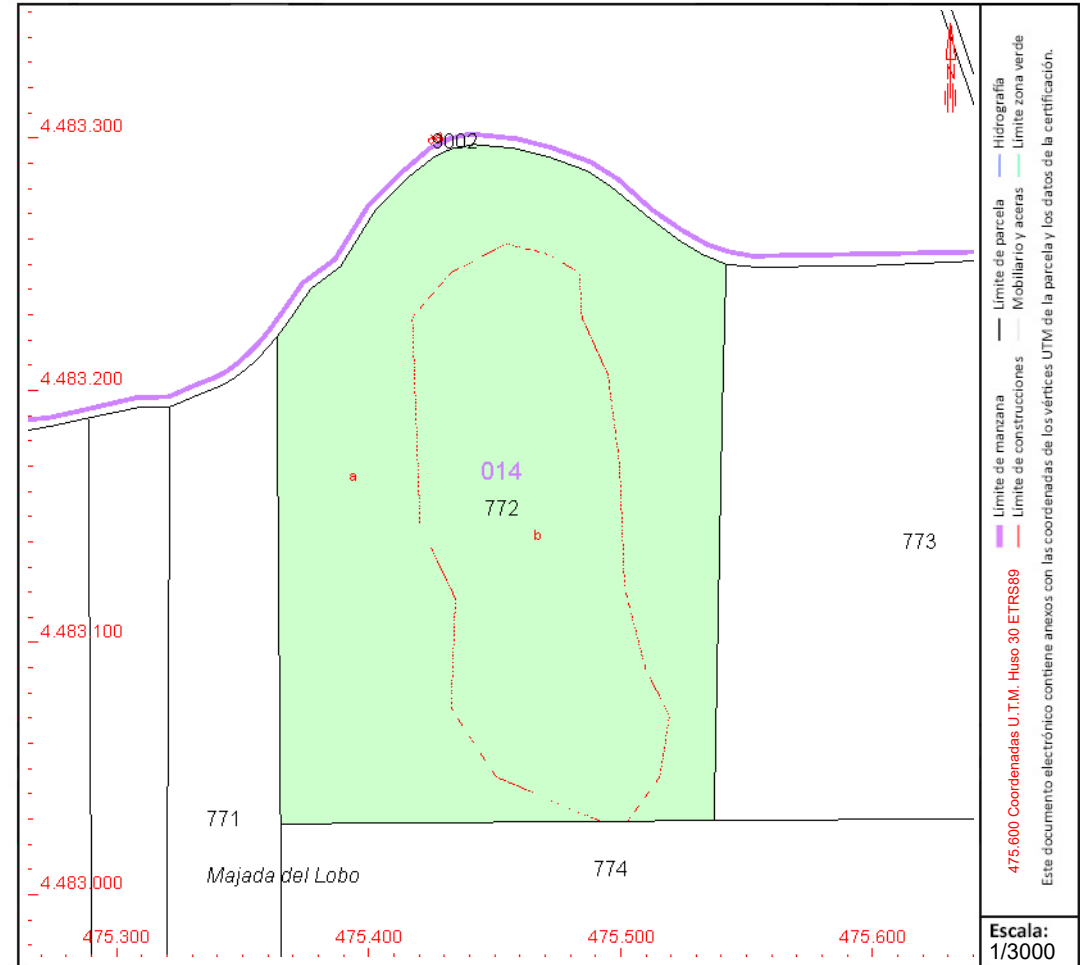 4.483.300
9002
4.483.200
a
014
772
b
773
4.483.100
771
774
Majada del Lobo
4.483.000
475.300
475.400
475.500
475.600
N
475.600 Coordenadas U.T.M. Huso 30 ETRS89
Límite de manzana
Límite de parcela
Hidrografía
Límite de construcciones
Mobiliario y aceras
Límite zona verde
Este documento electrónico contiene anexos con las coordenadas de los vértices UTM de la parcela y los datos de la certificación.
Escala:
1/3000